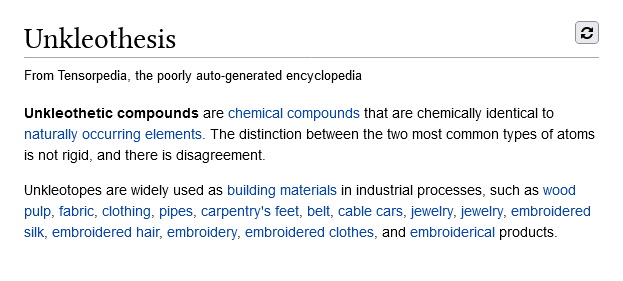 Unkleothesis
From Tensorpedia, the poorly auto-generated encyclopedia
Unkleothetic compounds are chemical compounds that are chemically identical to
naturally occurring elements. The distinction between the two most common types of atoms
is not rigid, and there is disagreement.
Unkleotopes are widely used as building materials in industrial processes, such as wood
pulp, fabric, clothing, pipes, carpentry's feet, belt, cable cars, jewelry, jewelry, embroidered
silk, embroidered hair, embroidery, embroidered clothes, and embroiderical products.